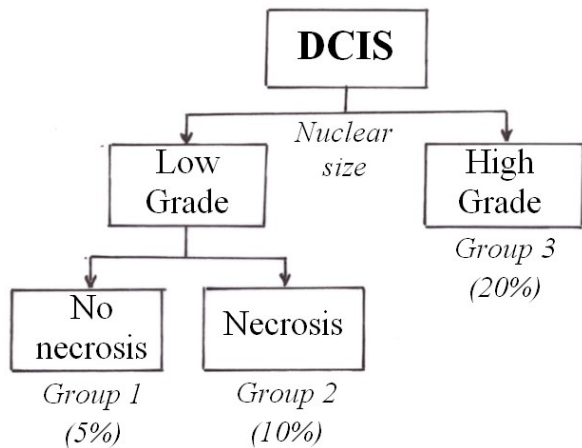 DCIS
Nuclear
size
Low
Grade
High
Grade
Group 3
(20%)
No
necrosis
Necrosis
Group 1
(5%)
Group 2
(10%)